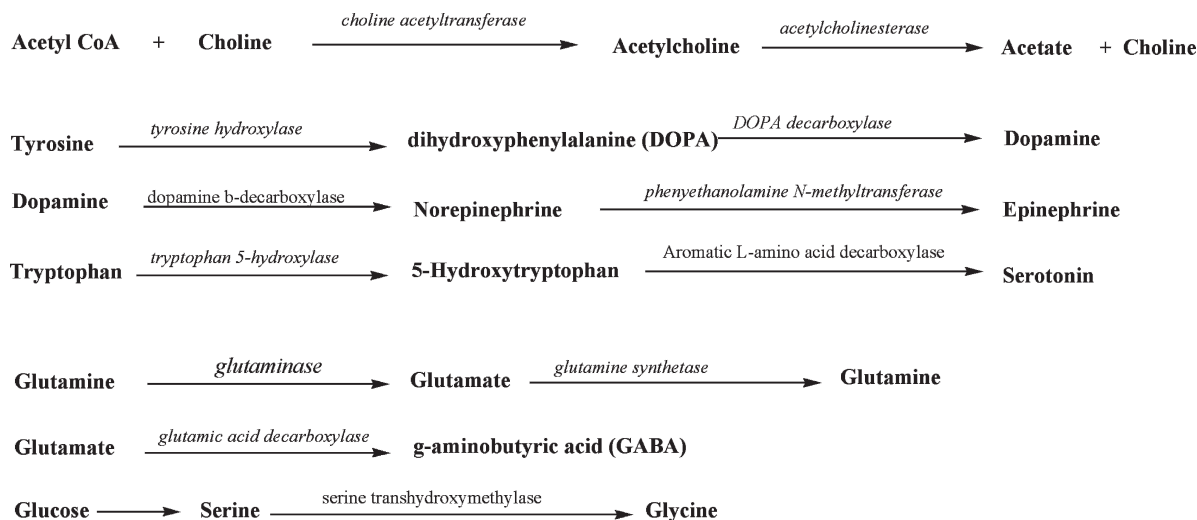 choline acetyltransferase
acetylcholinesterase
Acetyl CoA + Choline Acetylcholine Acetate + Choline
tyrosine hydroxylase DOPA decarboxylase
Tyrosine dihydroxyphenylalanine (DOPA) Dopamine
dopamine b-decarboxylase phenyethanolamine N-methyltransferase
Dopamine Norepinephrine Epinephrine
tryptophan 5-hydroxylase Aromatic L-amino acid decarboxylase
Tryptophan 5-Hydroxytryptophan Serotonin
glutaminase glutamine synthetase
Glutamine Glutamate Glutamine
glutamic acid decarboxylase
Glutamate g-aminobutyric acid (GABA)
serine transhydroxymethylase
Glucose Serine Glycine